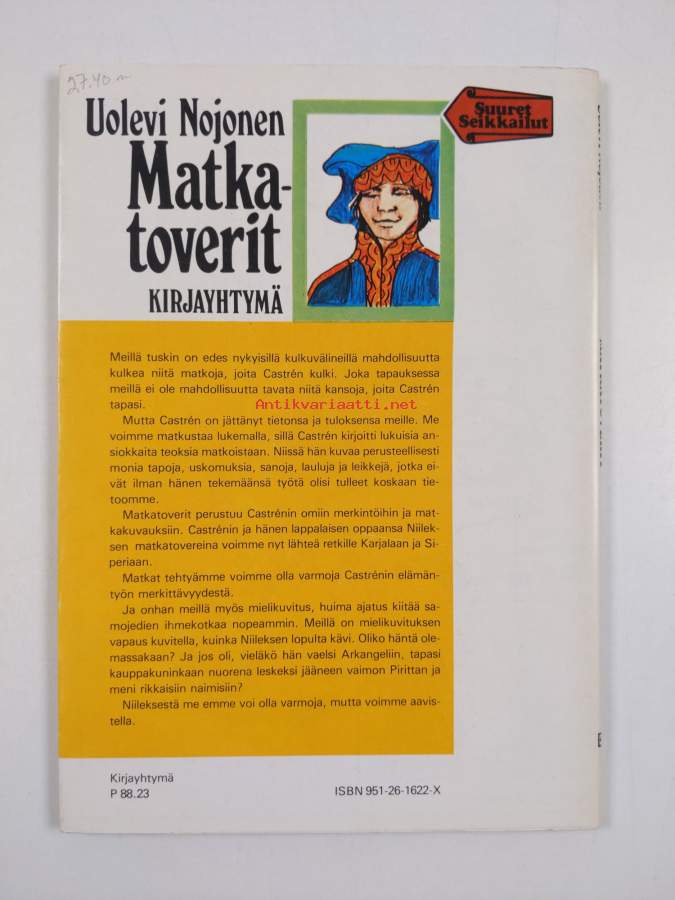 27.40
Uolevi Nojonen
Matka-
toverit
KIRJAYHTYMÄ
Suuret
Seikkailut
Meillä tuskin on edes nykyisillä kulkuvälineillä mahdollisuutta
kulkea niitä matkoja, joita Castrén kulki. Joka tapauksessa
meillä ei ole mahdollisuutta tavata niitä kansoja, joita Castrén
tapasi.
Antikvariaatti.net
Mutta Castrén on jättänyt tietonsa ja tuloksensa meille. Me
voimme matkustaa lukemalla, sillä Castrén kirjoitti lukuisia an-
siokkaita teoksia matkoistaan. Niissä hän kuvaa perusteellisesti
monia tapoja, uskomuksia, sanoja, lauluja ja leikkejä, jotka ei-
vät ilman hänen tekemäänsä työtä olisi tulleet koskaan tie-
toomme.
Matkatoverit perustuu Castrénin omiin merkintöihin ja mat-
kakuvauksiin. Castrénin ja hänen lappalaisen oppaansa Niilek-
sen matkatovereina voimme nyt lähteä retkille Karjalaan ja Si-
periaan.
Matkat tehtyämme voimme olla varmoja Castrénin elämän-
työn merkittävyydestä.
Ja onhan meillä myös mielikuvitus, huima ajatus kiitää sa-
mojedien ihmekotkaa nopeammin. Meillä on mielikuvituksen
vapaus kuvitella, kuinka Niileksen lopulta kävi. Oliko häntä ole-
massakaan? Ja jos oli, vieläkö hän vaelsi Arkangeliin, tapasi
kauppakuninkaan nuorena leskeksi jääneen vaimon Pirittan ja
meni rikkaisiin naimisiin?
Niileksestä me emme voi olla varmoja, mutta voimme aavis-
tella.
Kirjayhtymä
P 88.23
ISBN 951-26-1622-X